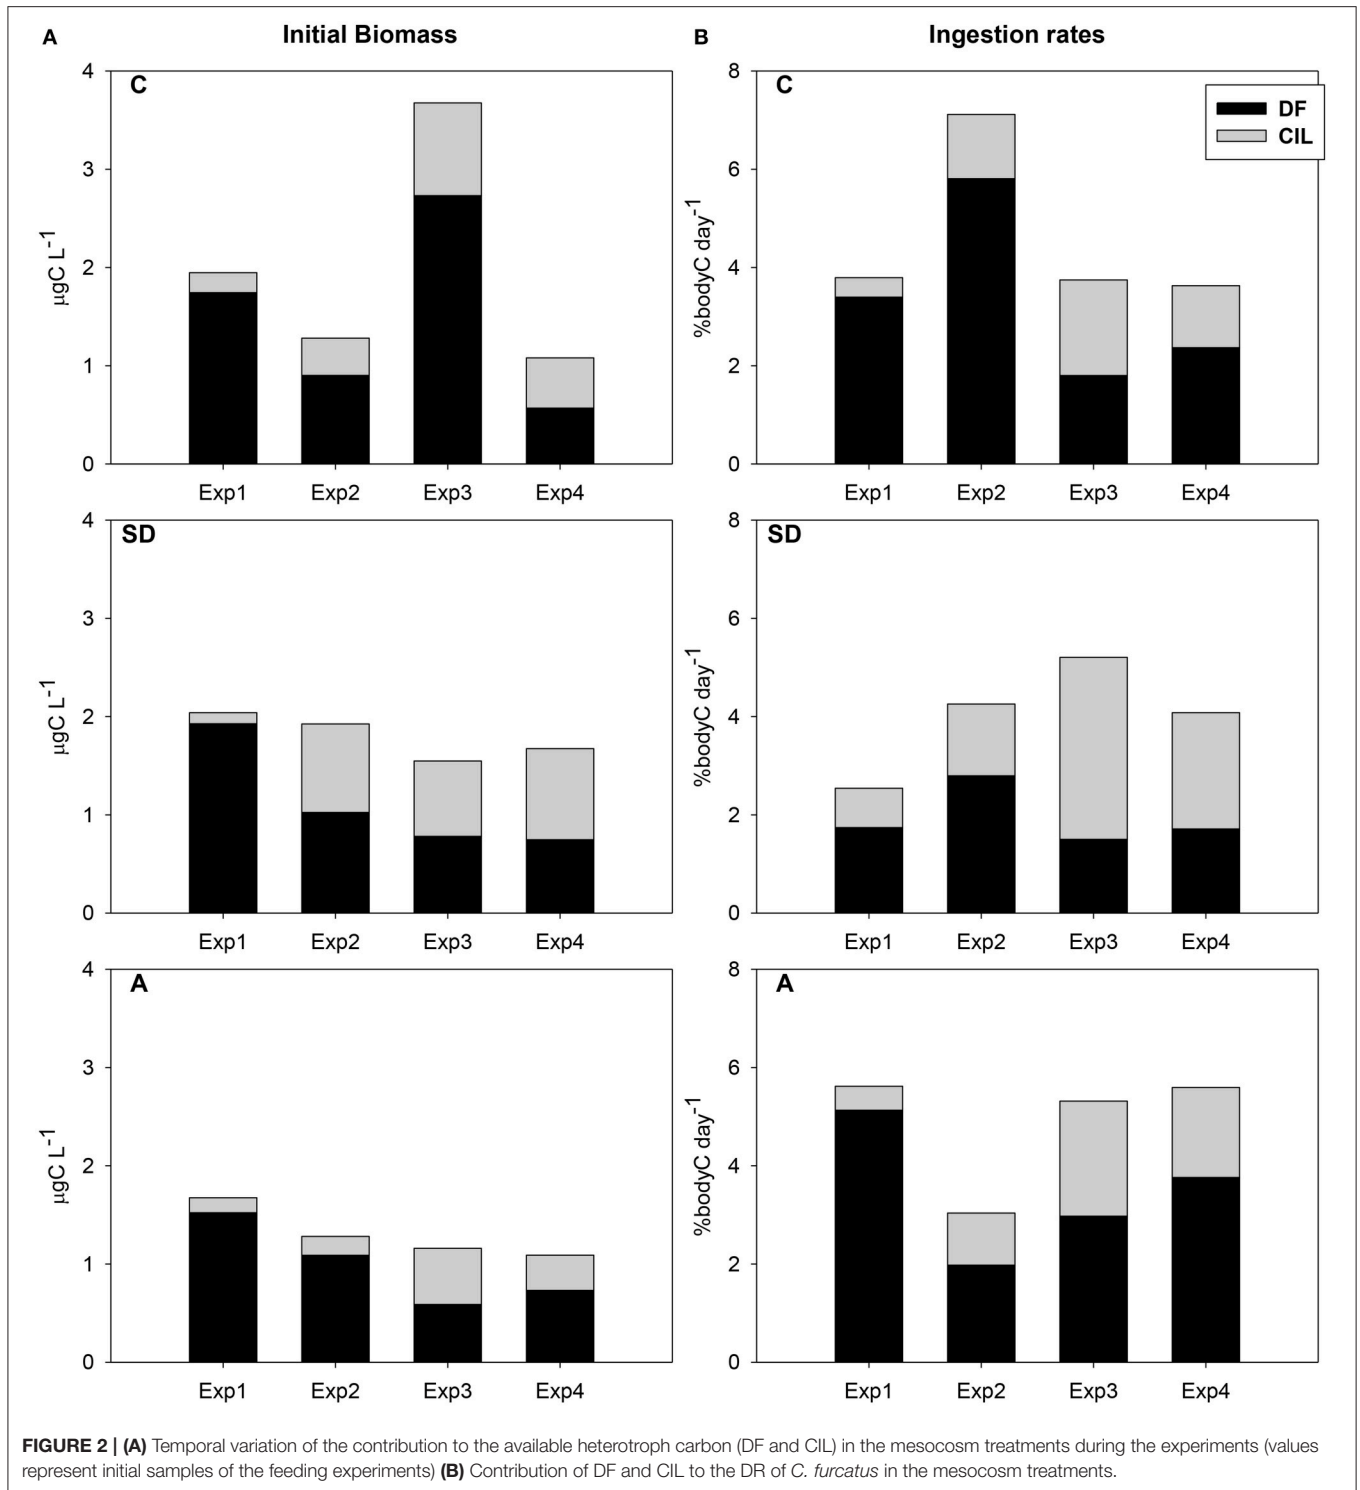 A Initial Biomass
B Ingestion rates
C
4
3
2
1
0
µgC L-1
Exp1 Exp2 Exp3 Exp4
C
8
6
4
2
0
%bodyC day-1
Exp1 Exp2 Exp3 Exp4
DF
CIL
SD
4
3
2
1
0
µgC L-1
Exp1 Exp2 Exp3 Exp4
SD
8
6
4
2
0
%bodyC day-1
Exp1 Exp2 Exp3 Exp4
A
4
3
2
1
0
µgC L-1
Exp1 Exp2 Exp3 Exp4
A
8
6
4
2
0
%bodyC day-1
Exp1 Exp2 Exp3 Exp4
FIGURE 2 | (A) Temporal variation of the contribution to the available heterotroph carbon (DF and CIL) in the mesocosm treatments during the experiments (values
represent initial samples of the feeding experiments) (B) Contribution of DF and CIL to the DR of C. furcatus in the mesocosm treatments.